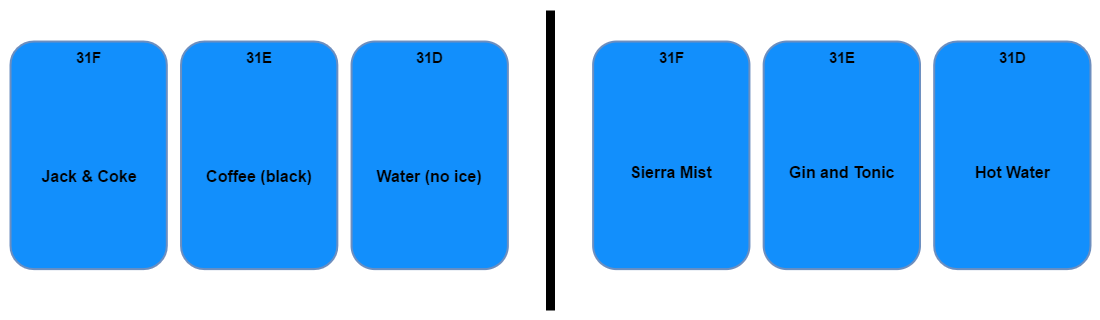 31F 31E 31D 31F 31E 31D
Jack & Coke Coffee (black) Water (no ice) Sierra Mist Gin and Tonic Hot Water